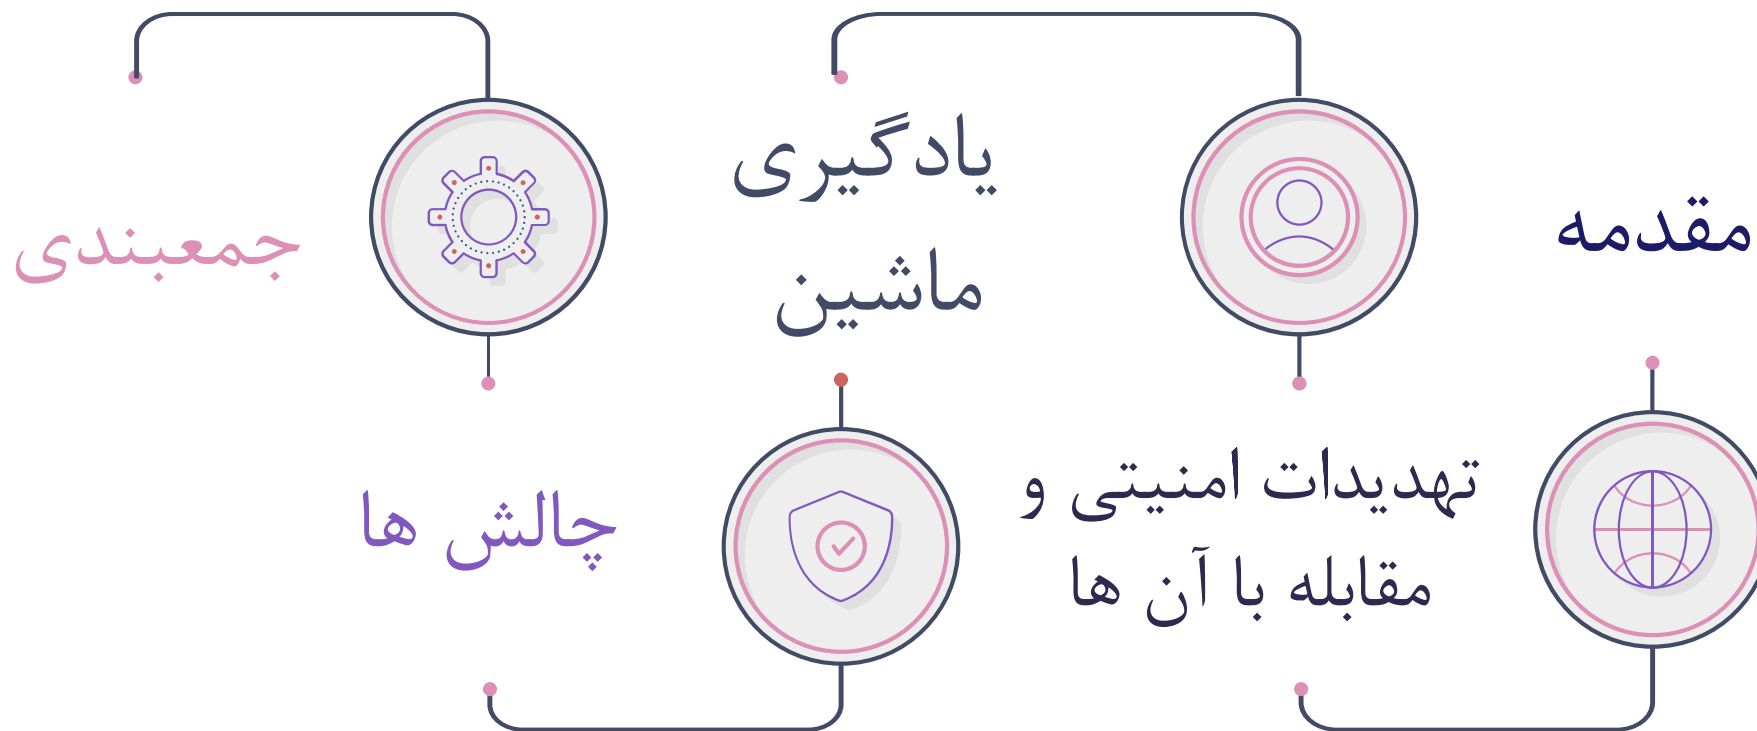 مقدمه
تهدیدات امنیتی و
مقابله با آن ها
یادگیری
ماشین
چالش ها
جمعبندی